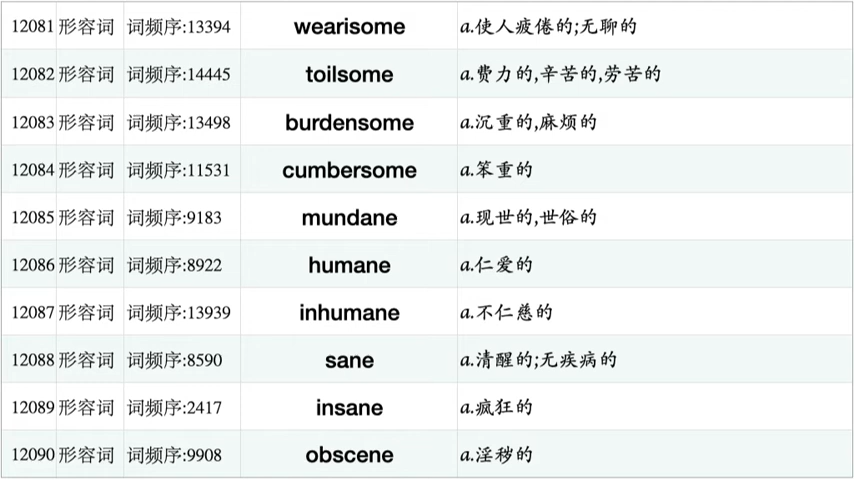 12081 形容词 词频序:13394 wearisome a.使人疲倦的;无聊的
12082 形容词 词频序:14445 toilsome a.费力的,辛苦的,劳苦的
12083 形容词 词频序:13498 burdensome a.沉重的,麻烦的
12084 形容词 词频序:11531 cumbersome a.笨重的
12085 形容词 词频序:9183 mundane a.现世的,世俗的
12086 形容词 词频序:8922 humane a.仁爱的
12087 形容词 词频序:13939 inhumane a.不仁慈的
12088 形容词 词频序:8590 sane a.清醒的;无疾病的
12089 形容词 词频序:2417 insane a.疯狂的
12090 形容词 词频序:9908 obscene a.淫秽的